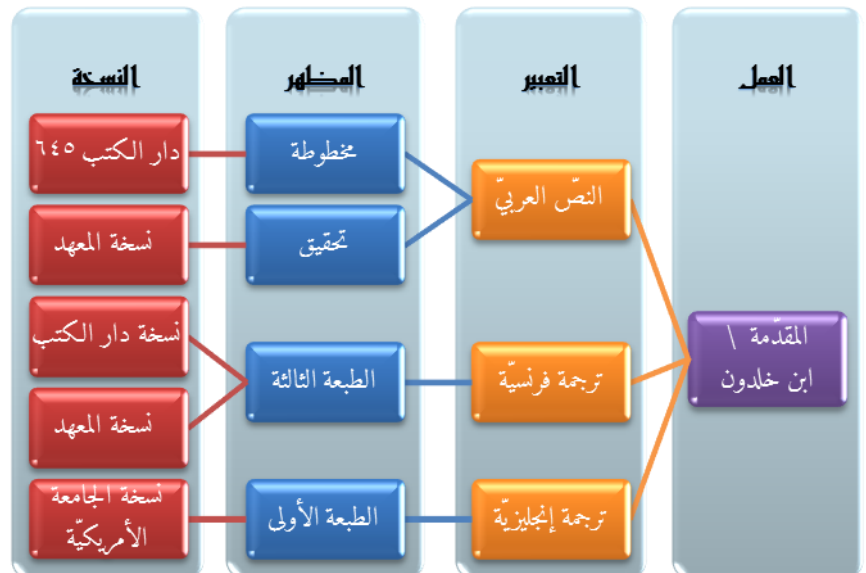 العمل
المقدّمة \
ابن خلدون
التعبير
النصّ العربيّ
ترجمة فرنسيّة
ترجمة إنجليزيّة
المظهر
مخطوطة
تحقيق
الطبعة الثالثة
الطبعة الأولى
النسخة
دار الكتب ٦٤٥
نسخة المعهد
نسخة دار الكتب
نسخة المعهد
نسخة الجامعة
الأمريكيّة